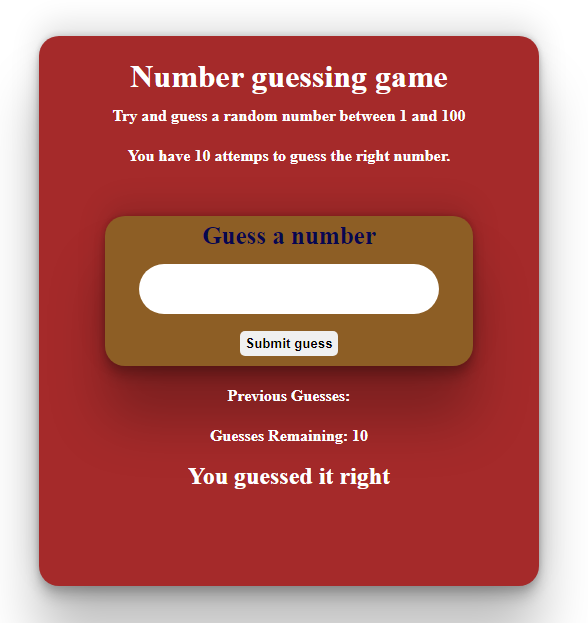 Number guessing game
Try and guess a random number between 1 and 100
You have 10 attemps to guess the right number.
Guess a number
Submit guess
Previous Guesses:
Guesses Remaining: 10
You guessed it right